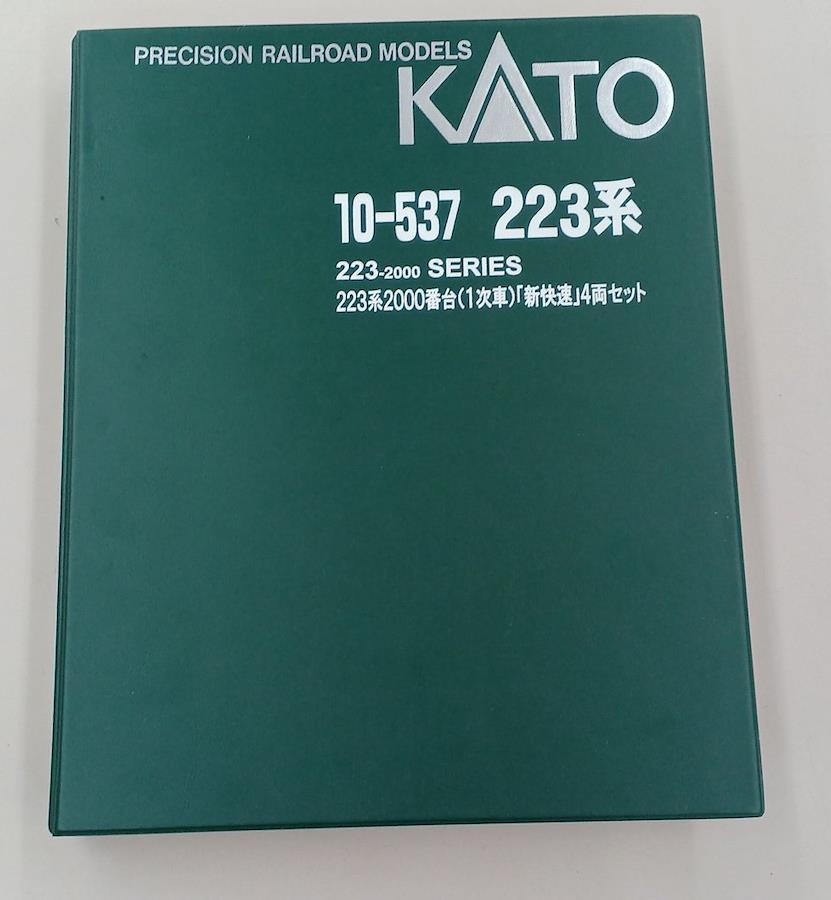 PRECISION RAILROAD MODELS
KATO
10-537 223系
223-2000 SERIES
223系2000番台(1次車)「新快速」4両セット